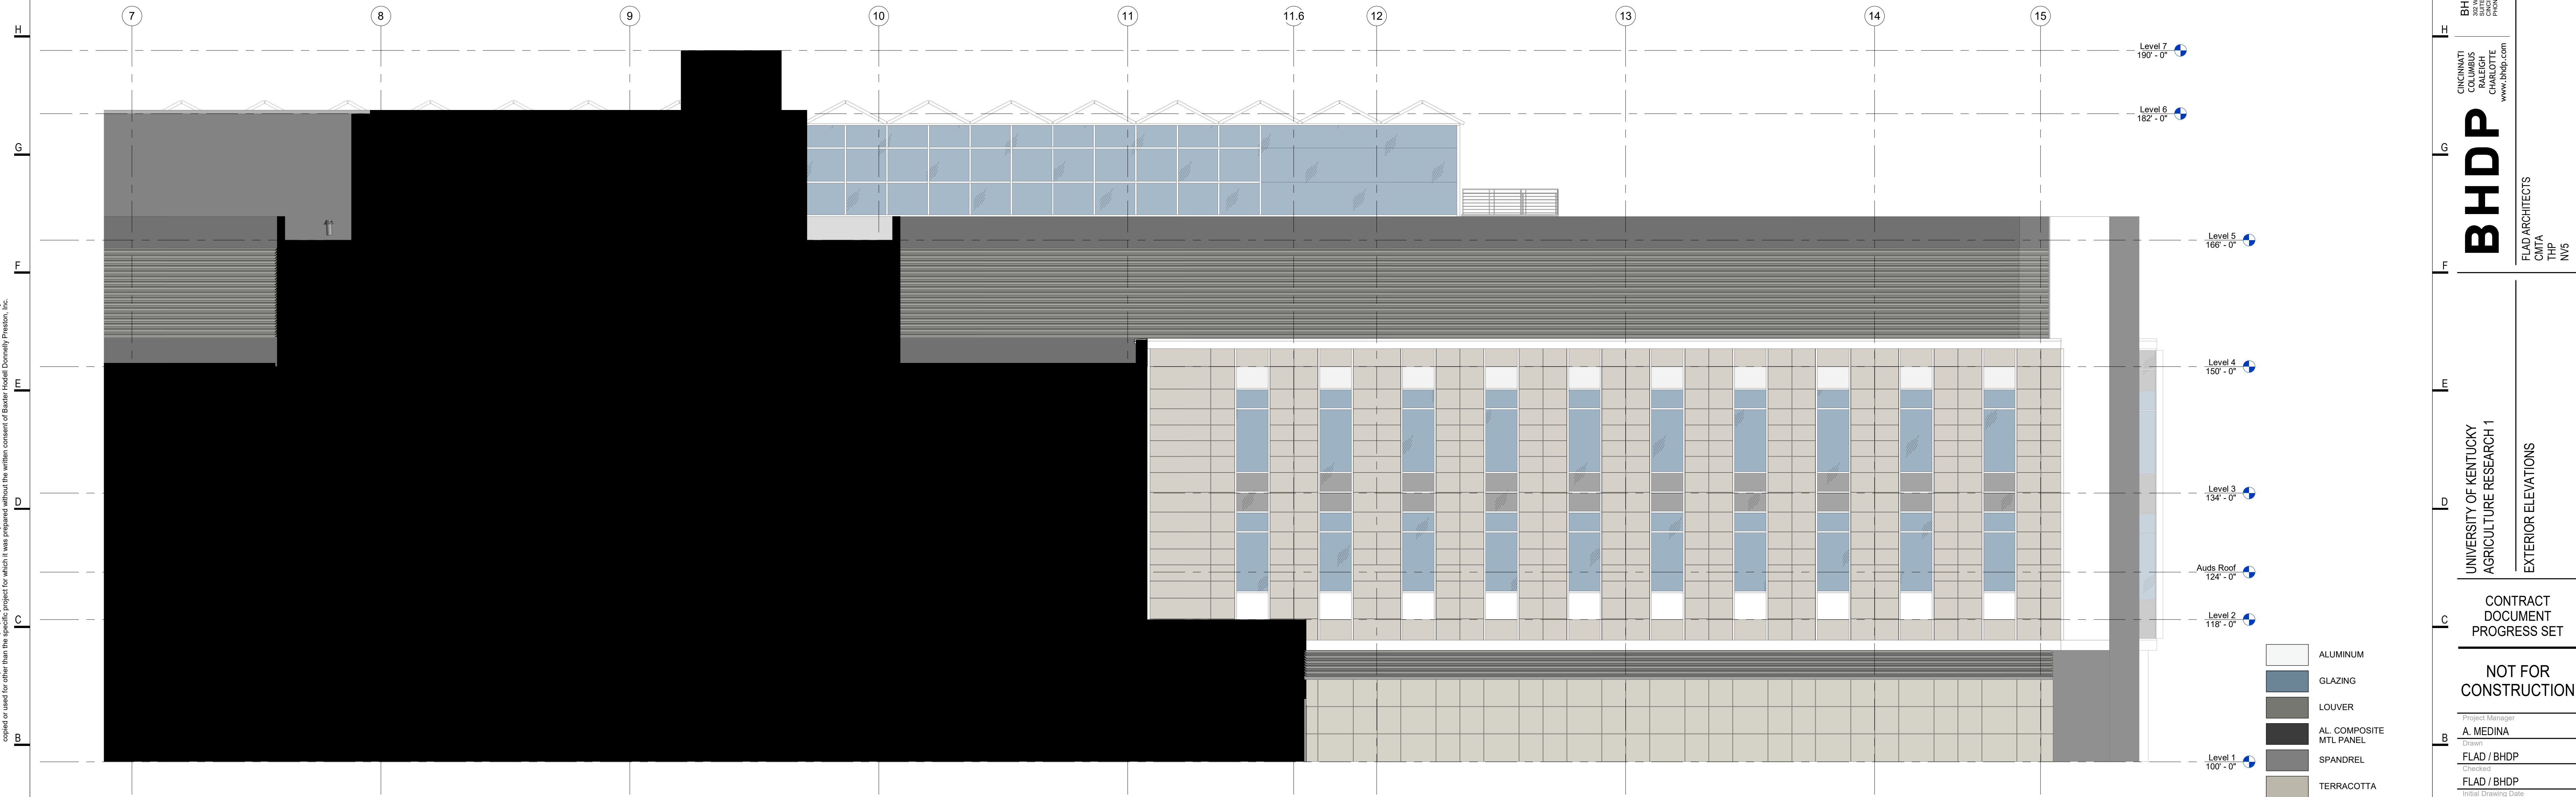 7 8 9 10 11 11.6 12 13 14 15
H
G
F
E
D
C
B
copied or used for other than the specific project for which it was prepared without the written consent of Baxter Hodell Donnelly Preston, Inc.
Level 7
190' - 0"
Level 6
182' - 0"
Level 5
166' - 0"
Level 4
150' - 0"
Level 3
134' - 0"
Auds Roof
124' - 0"
Level 2
118' - 0"
Level 1
100' - 0"
ALUMINUM
GLAZING
LOUVER
AL. COMPOSITE
MTL PANEL
SPANDREL
TERRACOTTA
H
G
F
E
D
C
B
CINCINNATI
COLUMBUS
RALEIGH
CHARLOTTE
www.bhdp.com
BHDP
FLAD ARCHITECTS
CMTA
THP
NV5
UNIVERSITY OF KENTUCKY
AGRICULTURE RESEARCH 1
EXTERIOR ELEVATIONS
CONTRACT
DOCUMENT
PROGRESS SET
NOT FOR
CONSTRUCTION
Project Manager
A. MEDINA
Drawn
FLAD / BHDP
Checked
FLAD / BHDP
Initial Drawing Date